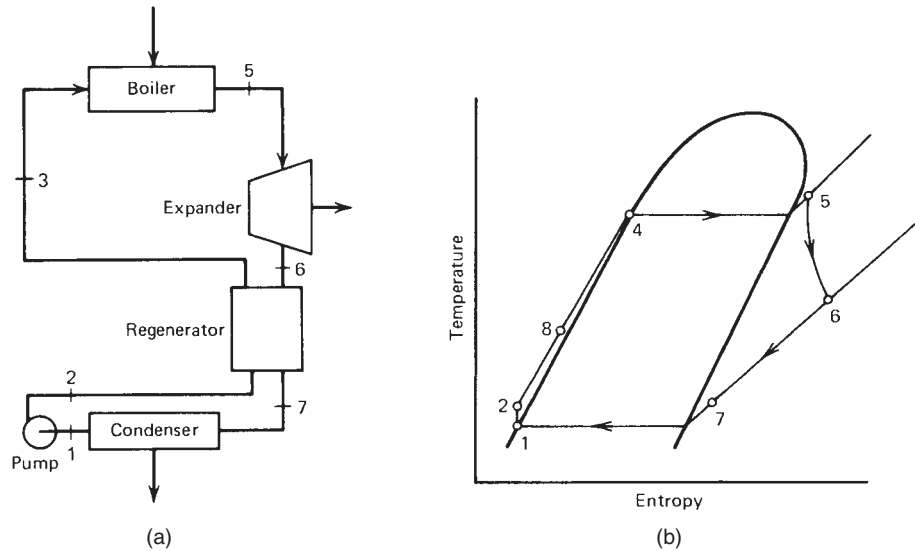 Boiler
5
3
Expander
6
Regenerator
2
7
Condenser
1
Pump
(a)
Temperature
5
4
6
8
2
7
1
Entropy
(b)